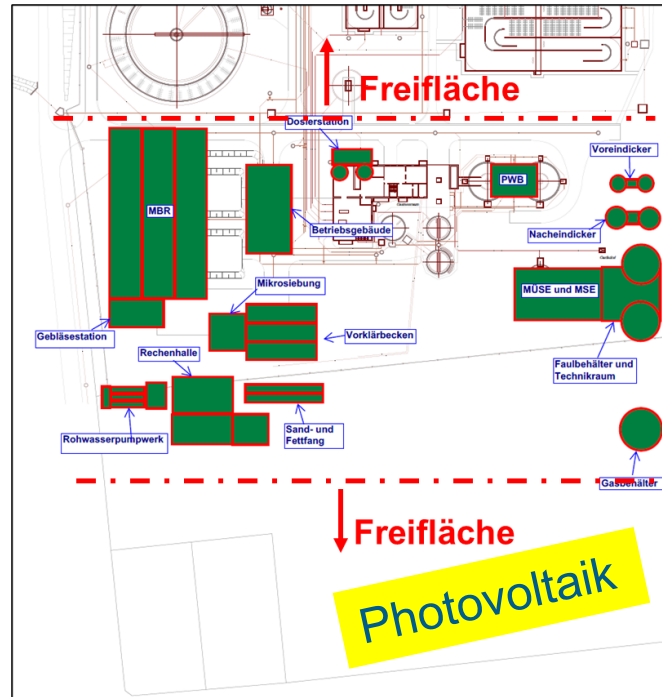 Freifläche
Dosierstation
Voreindicker
PWB
MBR
Nacheindicker
Betriebsgebäude
Mikrosiebung
MÜSE und MSE
Gebläsestation
Vorklärbecken
Rechenhalle
Faulbehälter und
Technikraum
Sand- und
Fettfang
Rohwasserpumpwerk
Gasbehälter
Freifläche
Photovoltaik